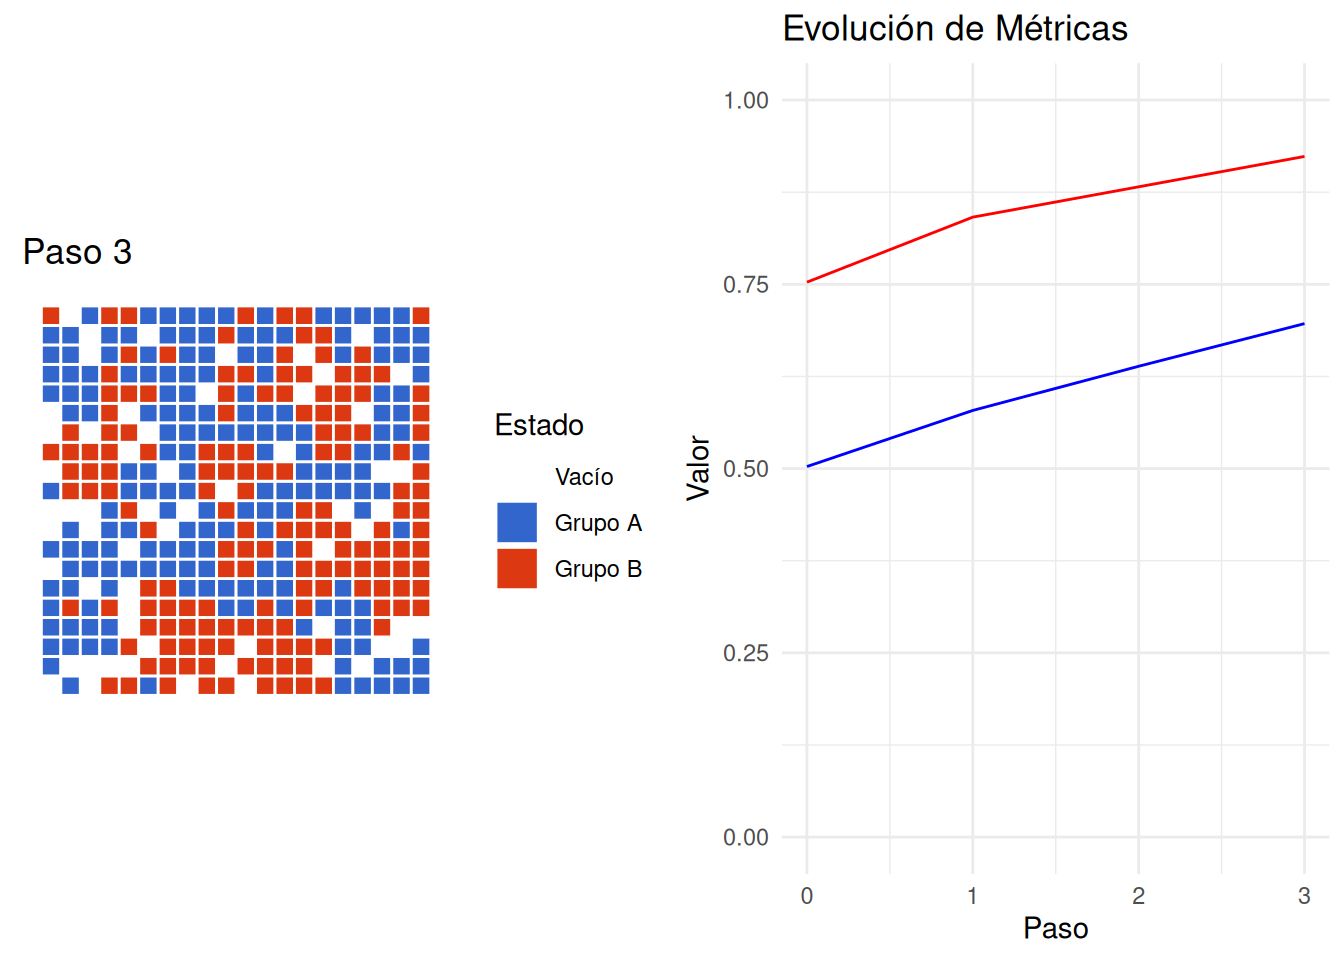 Paso 3
Estado
Vacío
Grupo A
Grupo B
Evolución de Métricas
Valor
1.00
0.75
0.50
0.25
0.00
0 1 2 3
Paso